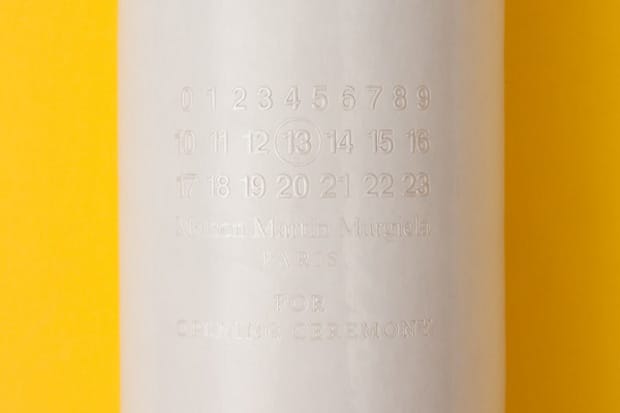 0 1 2 3 4 5 6 7 8 9
10 11 12 13 14 15 16
17 18 19 20 21 22 23
Maison Martin Margiela
PARIS
FOR
OPENING CEREMONY